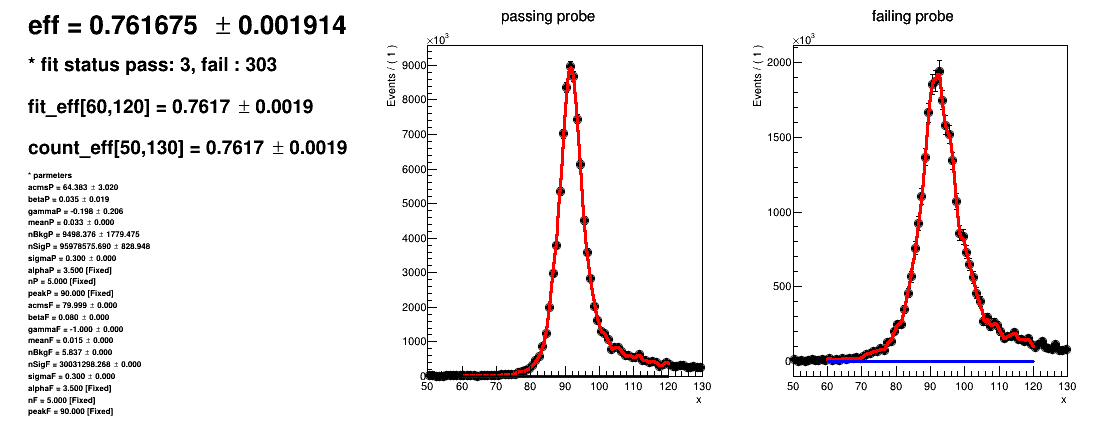 eff = 0.761675 ± 0.001914
* fit status pass: 3, fail : 303
fit_eff[60,120] = 0.7617 ± 0.0019
count_eff[50,130] = 0.7617 ± 0.0019
* parmeters
acmsP = 64.383 ± 3.020
betaP = 0.035 ± 0.019
gammaP = -0.198 ± 0.206
meanP = 0.033 ± 0.000
nBkgP = 9498.376 ± 1779.475
nSigP = 95978575.690 ± 828.948
sigmaP = 0.300 ± 0.000
alphaP = 3.500 [Fixed]
nP = 5.000 [Fixed]
peakP = 90.000 [Fixed]
acmsF = 79.999 ± 0.000
betaF = 0.080 ± 0.000
gammaF = -1.000 ± 0.000
meanF = 0.015 ± 0.000
nBkgF = 5.837 ± 0.000
nSigF = 30031298.268 ± 0.000
sigmaF = 0.300 ± 0.000
alphaF = 3.500 [Fixed]
nF = 5.000 [Fixed]
peakF = 90.000 [Fixed]
passing probe
×10³
Events / ( 1 )
9000
8000
7000
6000
5000
4000
3000
2000
1000
0
50 60 70 80 90 100 110 120 130
x
failing probe
×10³
Events / ( 1 )
2000
1500
1000
500
0
50 60 70 80 90 100 110 120 130
x